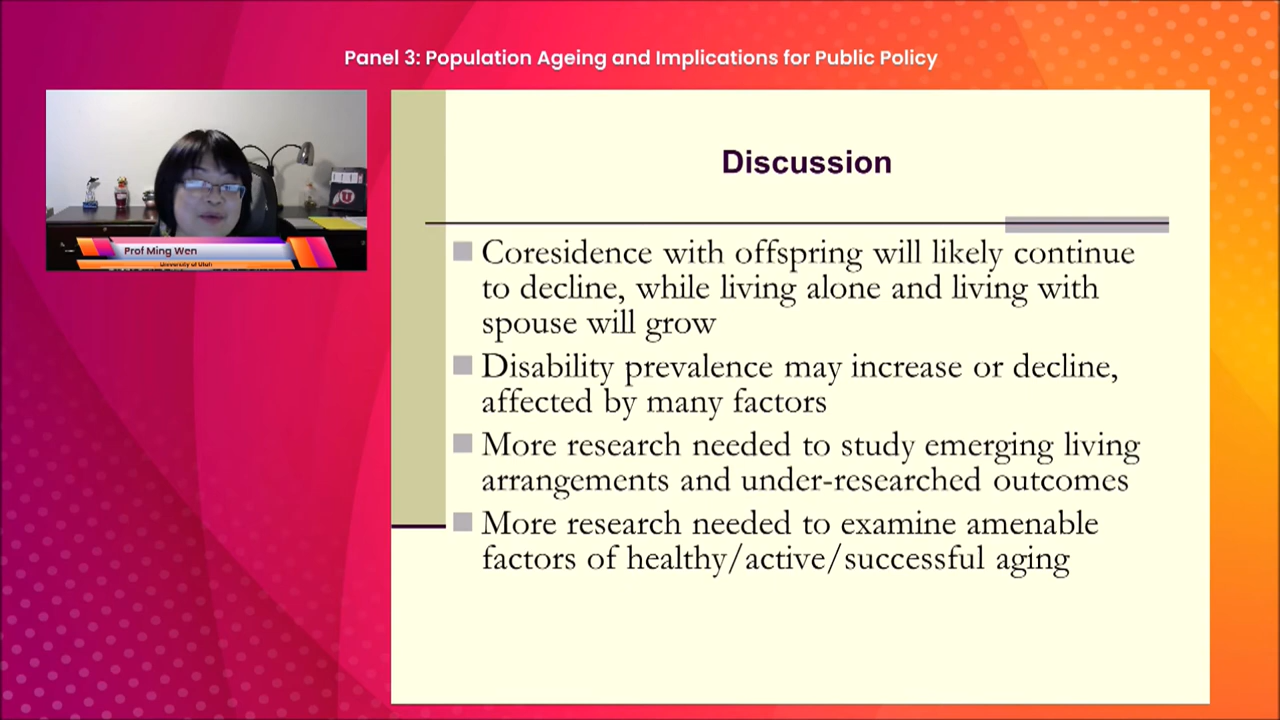 Panel 3: Population Ageing and Implications for Public Policy
U
Prof Ming Wen
University of Utah
Discussion
Coresidence with offspring will likely continue
to decline, while living alone and living with
spouse will grow
Disability prevalence may increase or decline,
affected by many factors
More research needed to study emerging living
arrangements and under-researched outcomes
More research needed to examine amenable
factors of healthy/active/successful aging